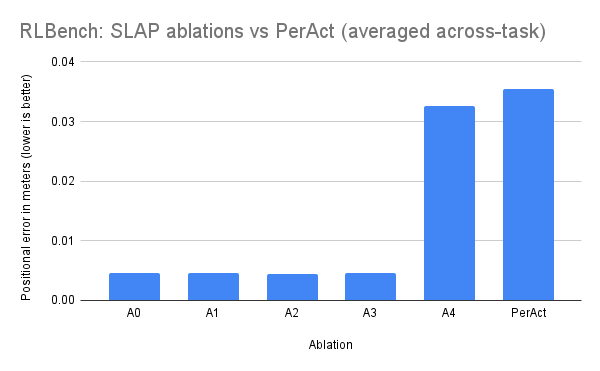 RLBench: SLAP ablations vs PerAct (averaged across-task)
Positional error in meters (lower is better)
0.04
0.03
0.02
0.01
0.00
A0 A1 A2 A3 A4 PerAct
Ablation